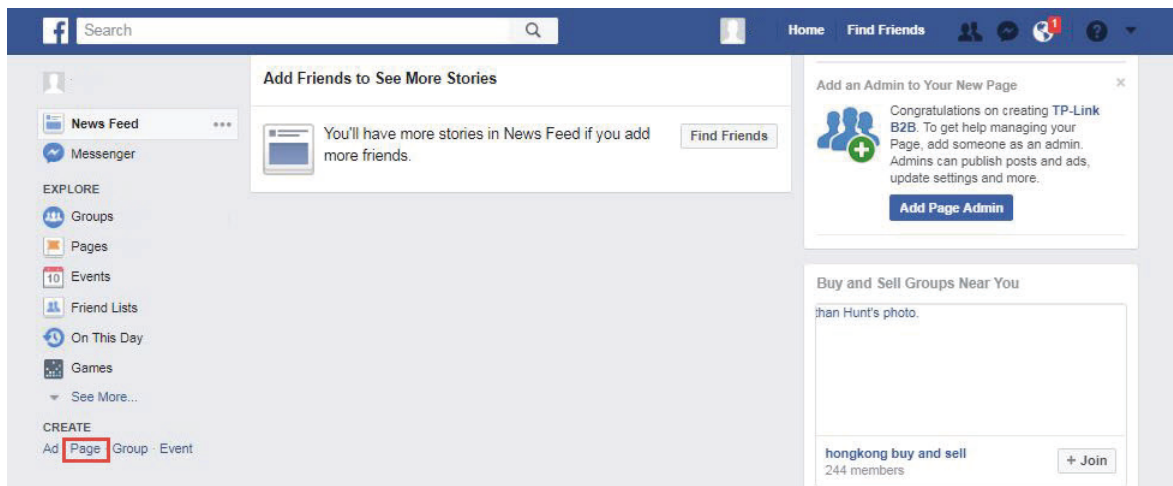 f
Search
Home Find Friends
1
?
News Feed
Messenger
EXPLORE
Groups
Pages
10 Events
Friend Lists
On This Day
Games
See More...
CREATE
Ad Page Group · Event
Add Friends to See More Stories
You'll have more stories in News Feed if you add
more friends.
Find Friends
Add an Admin to Your New Page
Congratulations on creating TP-Link
B2B. To get help managing your
Page, add someone as an admin.
Admins can publish posts and ads,
update settings and more.
Add Page Admin
Buy and Sell Groups Near You
than Hunt's photo.
hongkong buy and sell
244 members
+ Join